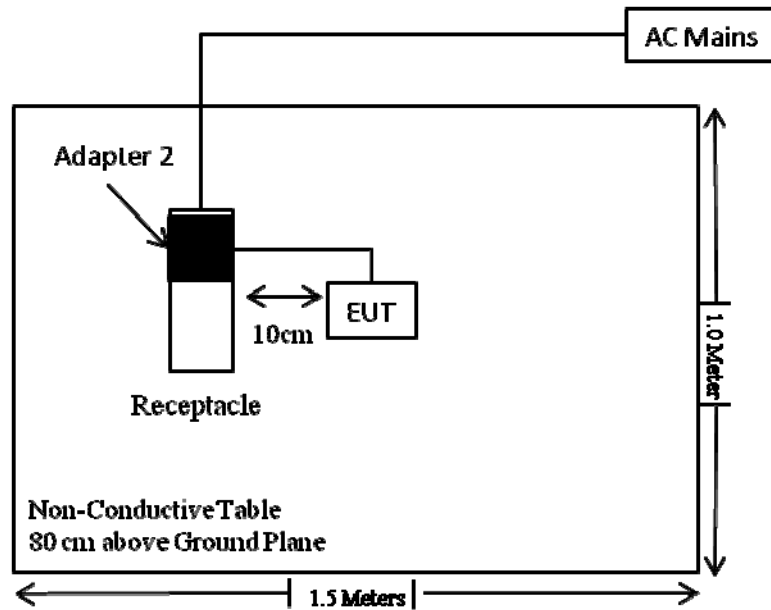 AC Mains
Adapter 2
EUT
10cm
Receptacle
1.0 Meter
Non-Conductive Table
80 cm above Ground Plane
1.5 Meters